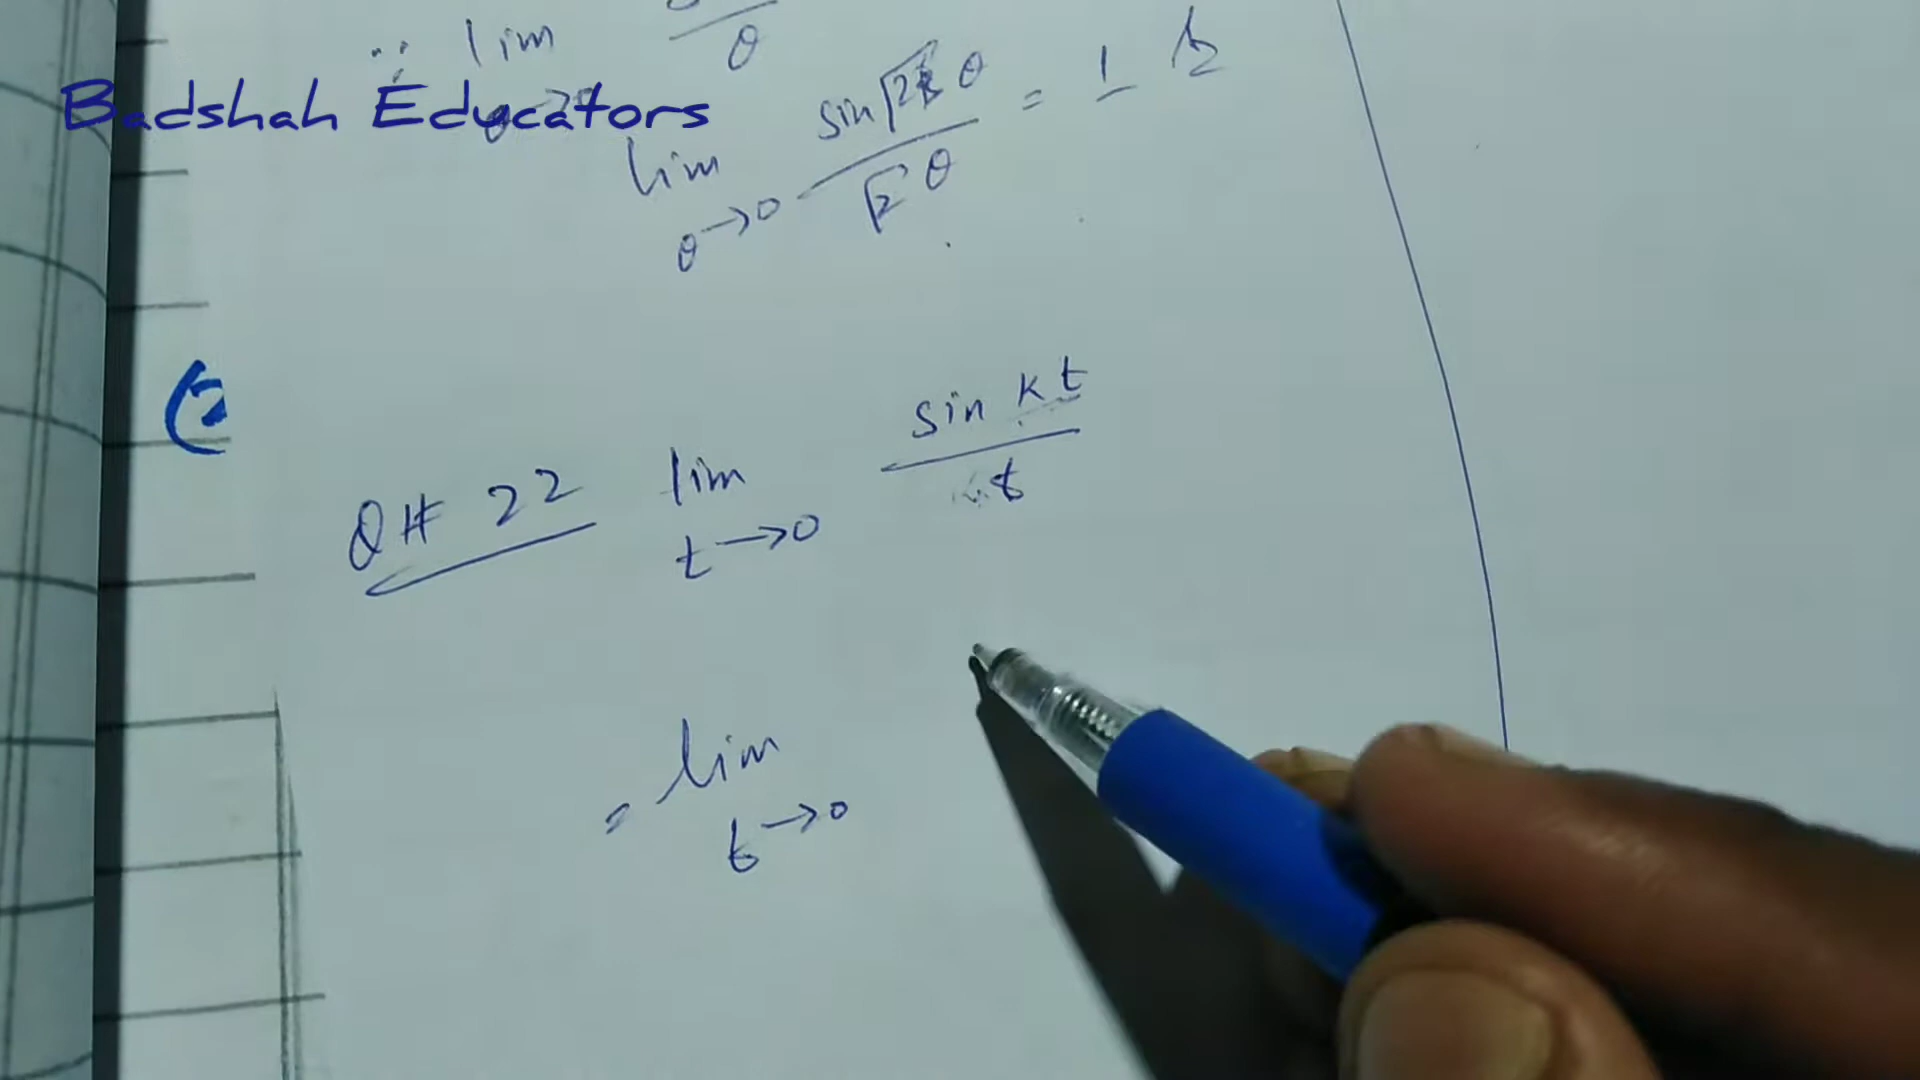 ∵ lim θ
Badshah Educators
lim θ→0 sin√2 θ / √2 θ = 1
Q# 22 lim t→0 sin kt / t
= lim t→0